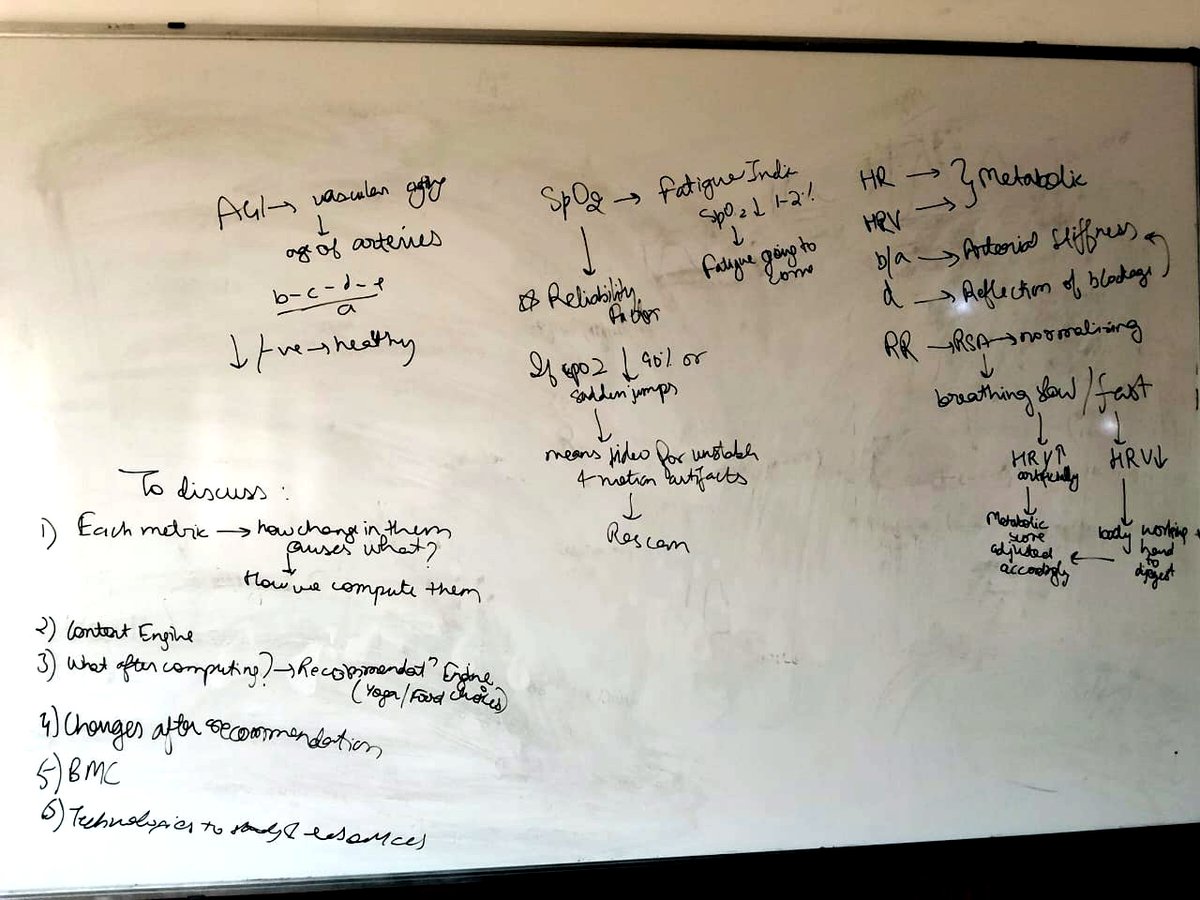 AGI → vascular aging
↓
age of arteries
b-c-d-e
a
↓ /-ve → healthy
SpO2 → Fatigue Indi
SpO2 ↓ 1-2%
↓
Fatigue going to
come
↓
Reliability
Factor
If spo2 ↓ 90% or
sudden jumps
↓
means video for unstable
+ motion artifacts
↓
Rescan
HR → } Metabolic
HRV →
b/a → Arterial stiffness
d → Reflection of blockage
RR → RSA → normalizing
↓
breathing slow / fast
↓ ↓
HRV↑ HRV↓
artificially
↓ ↓
Metabolic
score
adjusted
accordingly
←
body working
hard
to
digest
To discuss :
1) Each metric → how change in them
causes what?
↓
How we compute them
2) Content Engine
3) What after computing? → Recommendatn Engine
(Yoga/Food choices)
4) Changes after recommendation
5) BMC
6) Technologies to study & resources